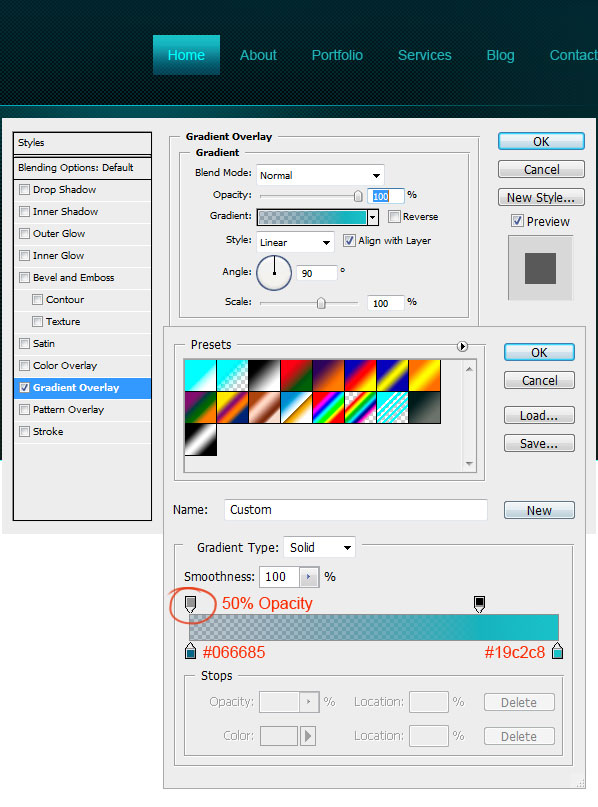 Home About Portfolio Services Blog Contact
Styles
Blending Options: Default
Drop Shadow
Inner Shadow
Outer Glow
Inner Glow
Bevel and Emboss
Contour
Texture
Satin
Color Overlay
Gradient Overlay
Pattern Overlay
Stroke
Gradient Overlay
Gradient
Blend Mode: Normal
Opacity: 100 %
Gradient: Reverse
Style: Linear Align with Layer
Angle: 90 °
Scale: 100 %
OK
Cancel
New Style...
Preview
Presets
OK
Cancel
Load...
Save...
Name: Custom New
Gradient Type: Solid
Smoothness: 100 %
50% Opacity
#066685 #19c2c8
Stops
Opacity: % Location: % Delete
Color: Location: % Delete